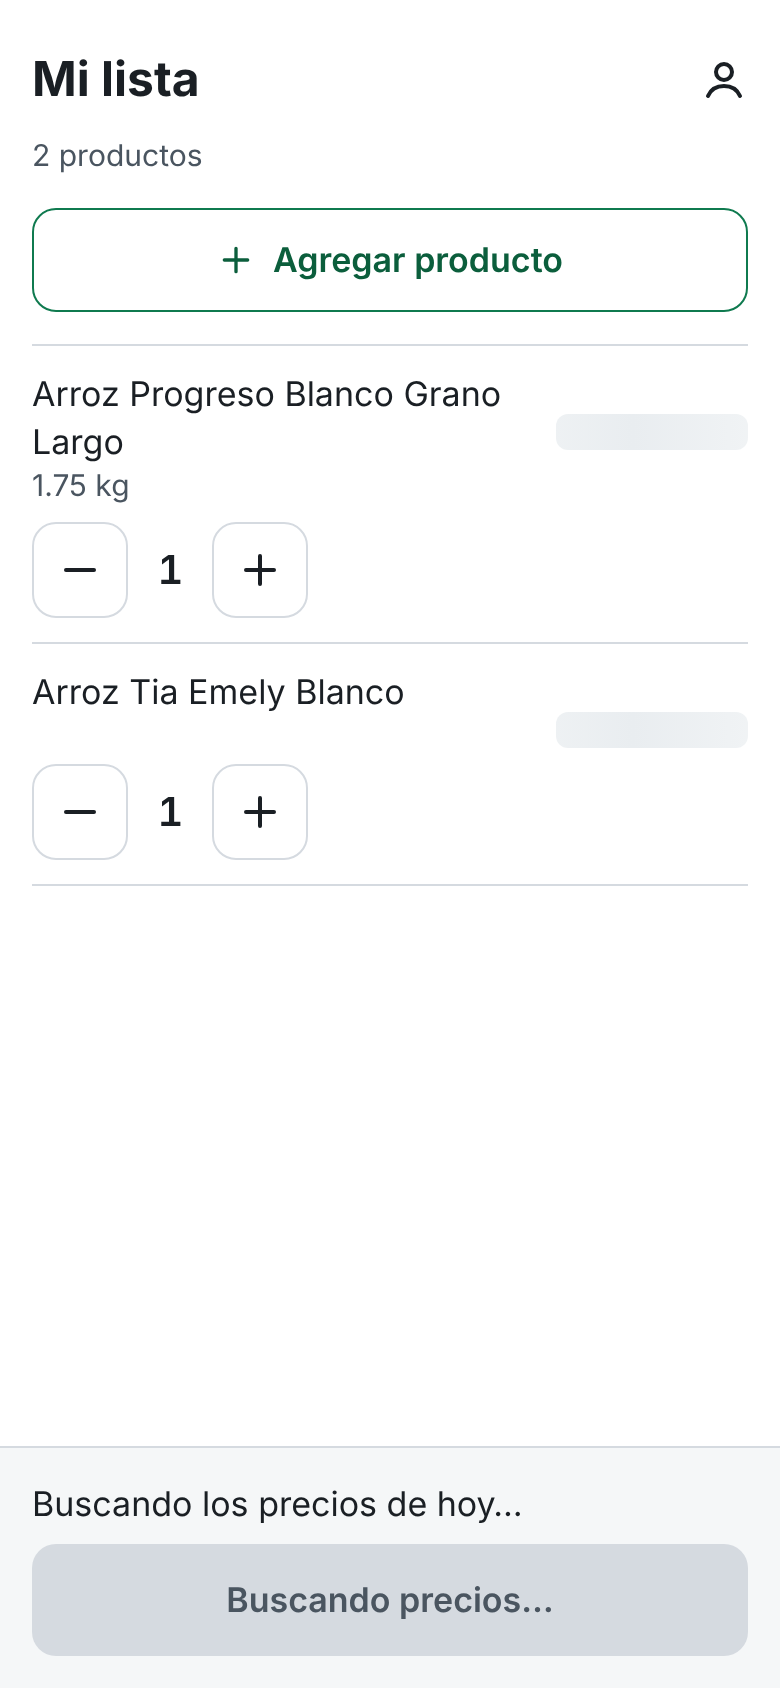 Mi lista
2 productos
+ Agregar producto
Arroz Progreso Blanco Grano
Largo
1.75 kg
− 1 +
Arroz Tia Emely Blanco
− 1 +
Buscando los precios de hoy...
Buscando precios...